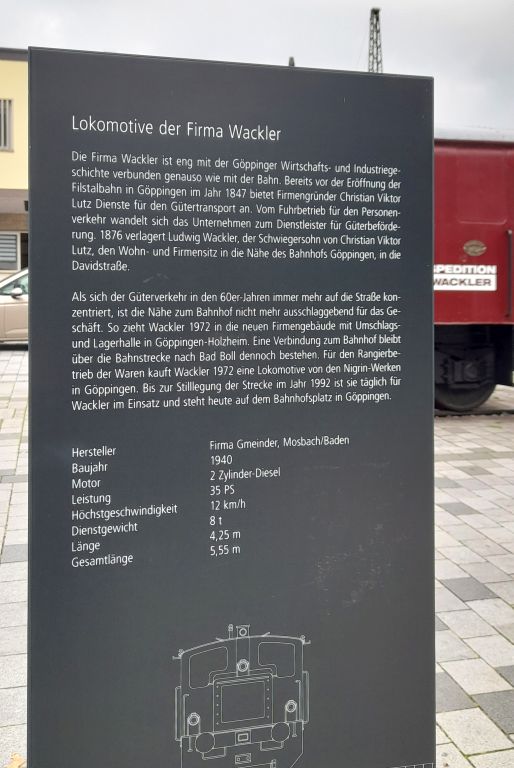 Lokomotive der Firma Wackler
Die Firma Wackler ist eng mit der Göppinger Wirtschafts- und Industriege-
schichte verbunden genauso wie mit der Bahn. Bereits vor der Eröffnung der
Filstalbahn in Göppingen im Jahr 1847 bietet Firmengründer Christian Viktor
Lutz Dienste für den Gütertransport an. Vom Fuhrbetrieb für den Personen-
verkehr wandelt sich das Unternehmen zum Dienstleister für Güterbeförde-
rung. 1876 verlagert Ludwig Wackler, der Schwiegersohn von Christian Viktor
Lutz, den Wohn- und Firmensitz in die Nähe des Bahnhofs Göppingen, in die
Davidstraße.
Als sich der Güterverkehr in den 60er-Jahren immer mehr auf die Straße kon-
zentriert, ist die Nähe zum Bahnhof nicht mehr ausschlaggebend für das Ge-
schäft. So zieht Wackler 1972 in die neuen Firmengebäude mit Umschlags-
und Lagerhalle in Göppingen-Holzheim. Eine Verbindung zum Bahnhof bleibt
über die Bahnstrecke nach Bad Boll dennoch bestehen. Für den Rangierbe-
trieb der Waren kauft Wackler 1972 eine Lokomotive von den Nigrin-Werken
in Göppingen. Bis zur Stilllegung der Strecke im Jahr 1992 ist sie täglich für
Wackler im Einsatz und steht heute auf dem Bahnhofsplatz in Göppingen.
Hersteller Firma Gmeinder, Mosbach/Baden
Baujahr 1940
Motor 2 Zylinder-Diesel
Leistung 35 PS
Höchstgeschwindigkeit 12 km/h
Dienstgewicht 8 t
Länge 4,25 m
Gesamtlänge 5,55 m
SPEDITION
WACKLER